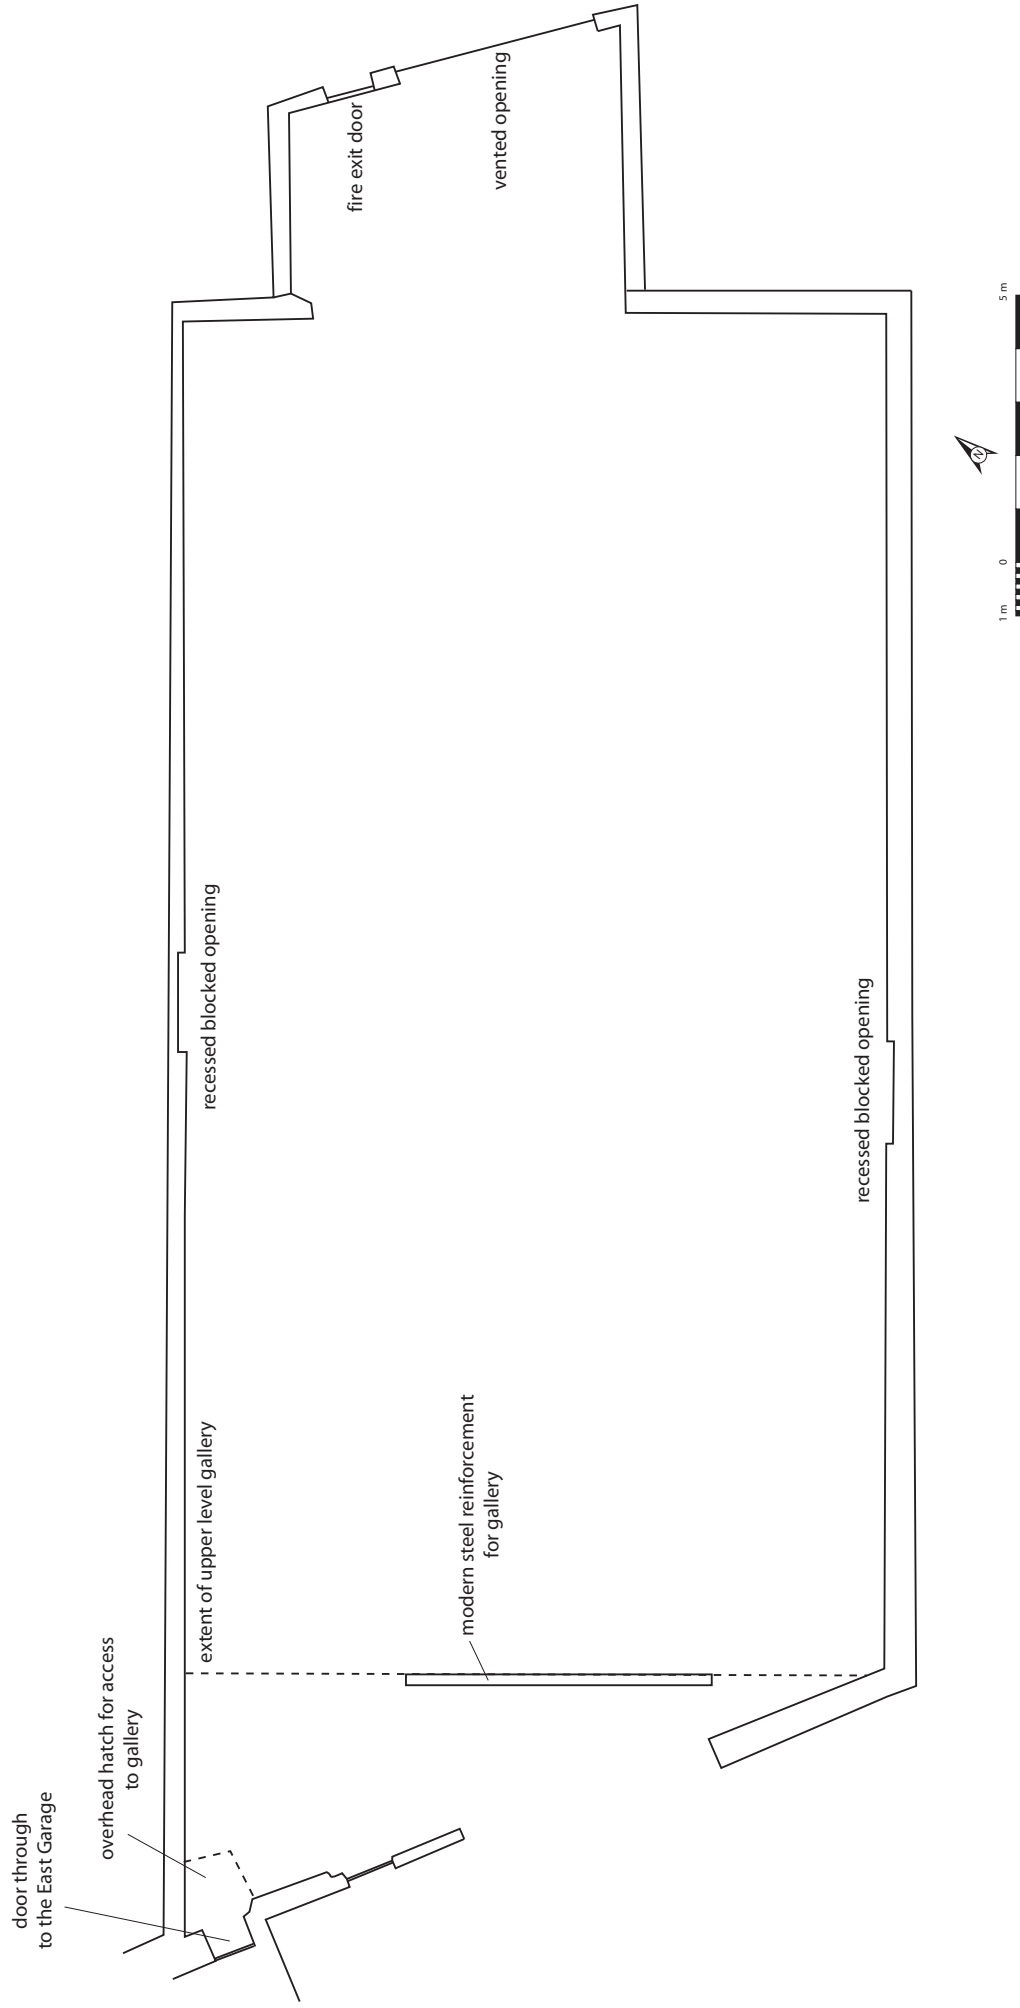 door through
to the East Garage
overhead hatch for access
to gallery
extent of upper level gallery
recessed blocked opening
fire exit door
modern steel reinforcement
for gallery
vented opening
recessed blocked opening
N
1 m
0
5 m